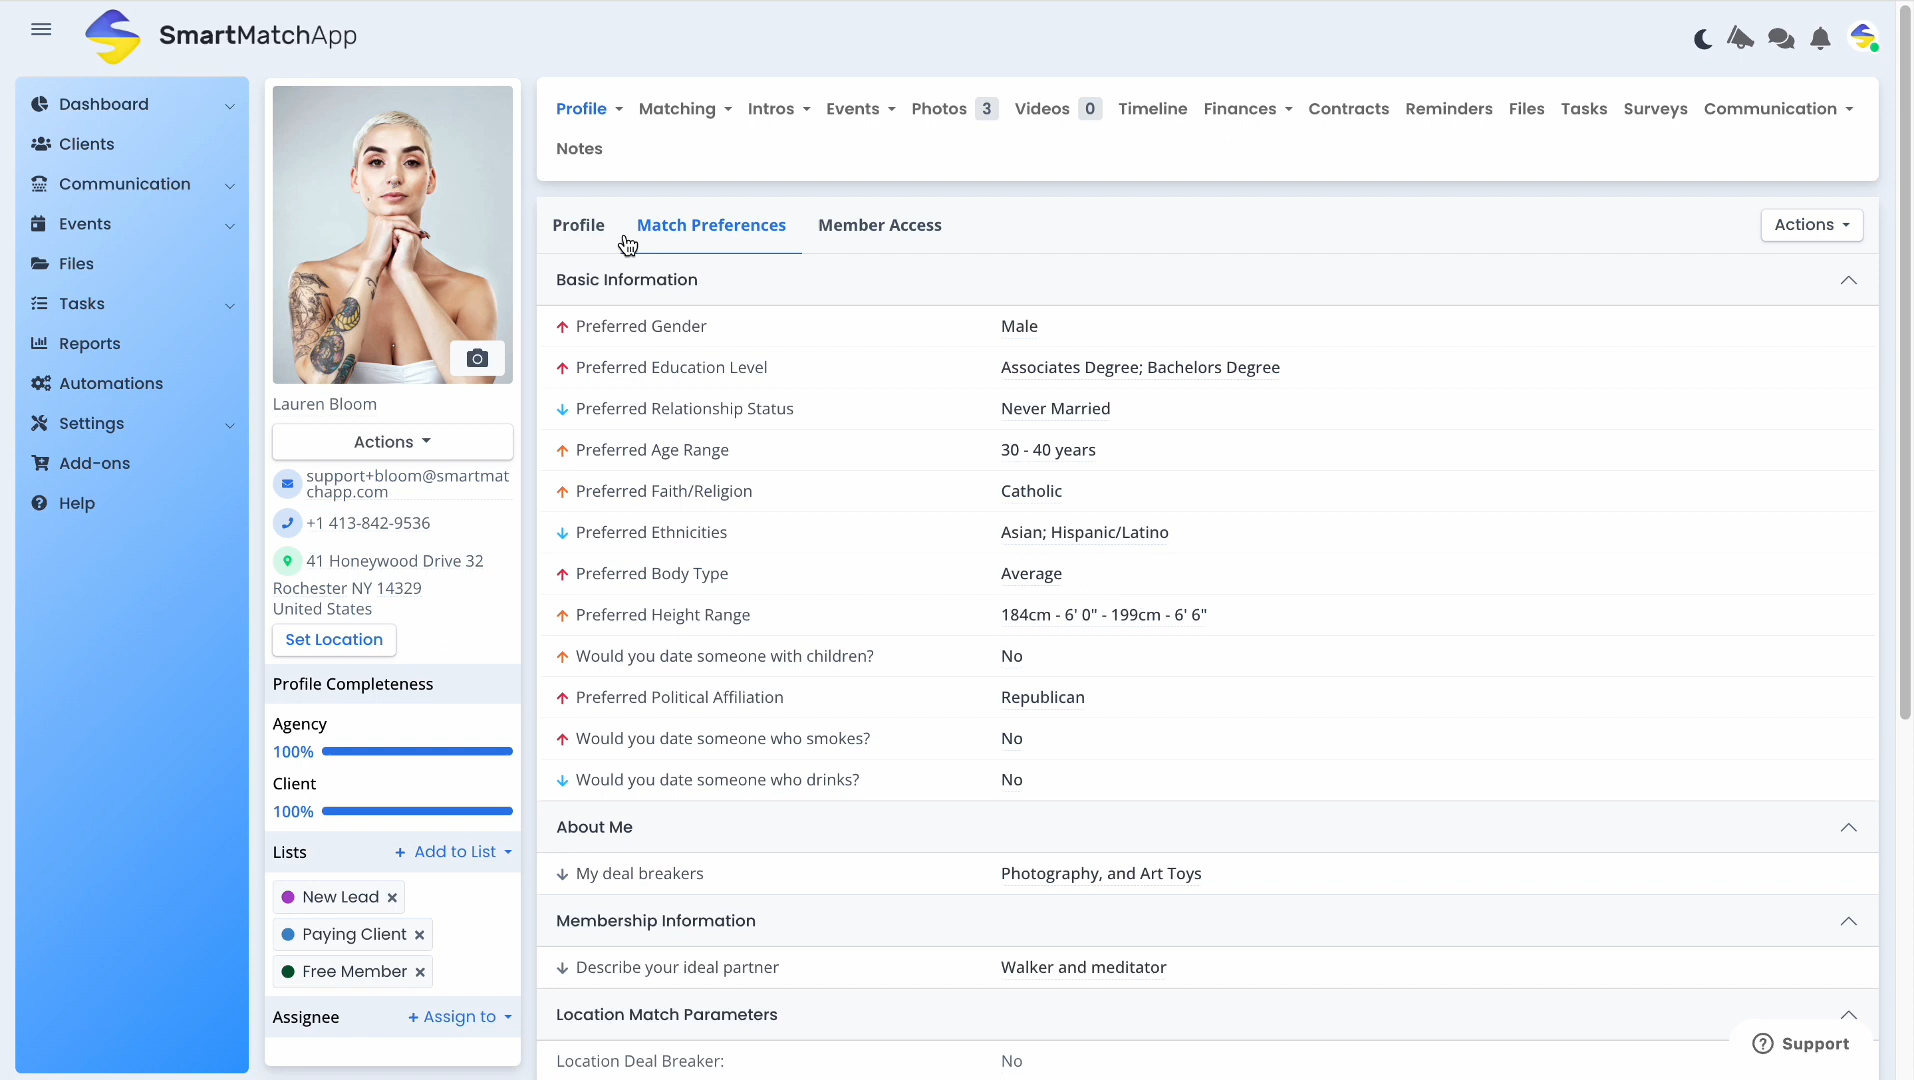 SmartMatchApp
Dashboard
Clients
Communication
Events
Files
Tasks
Reports
Automations
Settings
Add-ons
Help
Lauren Bloom
Actions
support+bloom@smartmat
chapp.com
+1 413-842-9536
41 Honeywood Drive 32
Rochester NY 14329
United States
Set Location
Profile Completeness
Agency
100%
Client
100%
Lists
+ Add to List
New Lead ×
Paying Client ×
Free Member ×
Assignee
+ Assign to
Profile Matching Intros Events Photos 3 Videos 0 Timeline Finances Contracts Reminders Files Tasks Surveys Communication
Notes
Profile Match Preferences Member Access Actions
Basic Information
Preferred Gender Male
Preferred Education Level Associates Degree; Bachelors Degree
Preferred Relationship Status Never Married
Preferred Age Range 30 - 40 years
Preferred Faith/Religion Catholic
Preferred Ethnicities Asian; Hispanic/Latino
Preferred Body Type Average
Preferred Height Range 184cm - 6' 0" - 199cm - 6' 6"
Would you date someone with children? No
Preferred Political Affiliation Republican
Would you date someone who smokes? No
Would you date someone who drinks? No
About Me
My deal breakers Photography, and Art Toys
Membership Information
Describe your ideal partner Walker and meditator
Location Match Parameters
Location Deal Breaker: No
Support